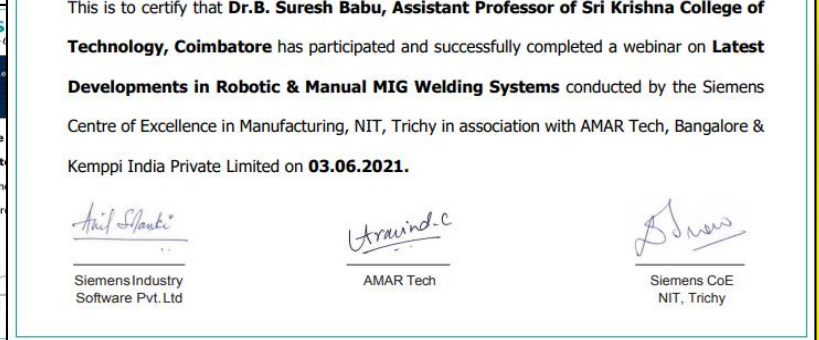 This is to certify that Dr.B. Suresh Babu, Assistant Professor of Sri Krishna College of
Technology, Coimbatore has participated and successfully completed a webinar on Latest
Developments in Robotic & Manual MIG Welding Systems conducted by the Siemens
Centre of Excellence in Manufacturing, NIT, Trichy in association with AMAR Tech, Bangalore &
Kemppi India Private Limited on 03.06.2021.
Aravind.C
Siemens Industry
Software Pvt. Ltd
AMAR Tech
Siemens CoE
NIT, Trichy